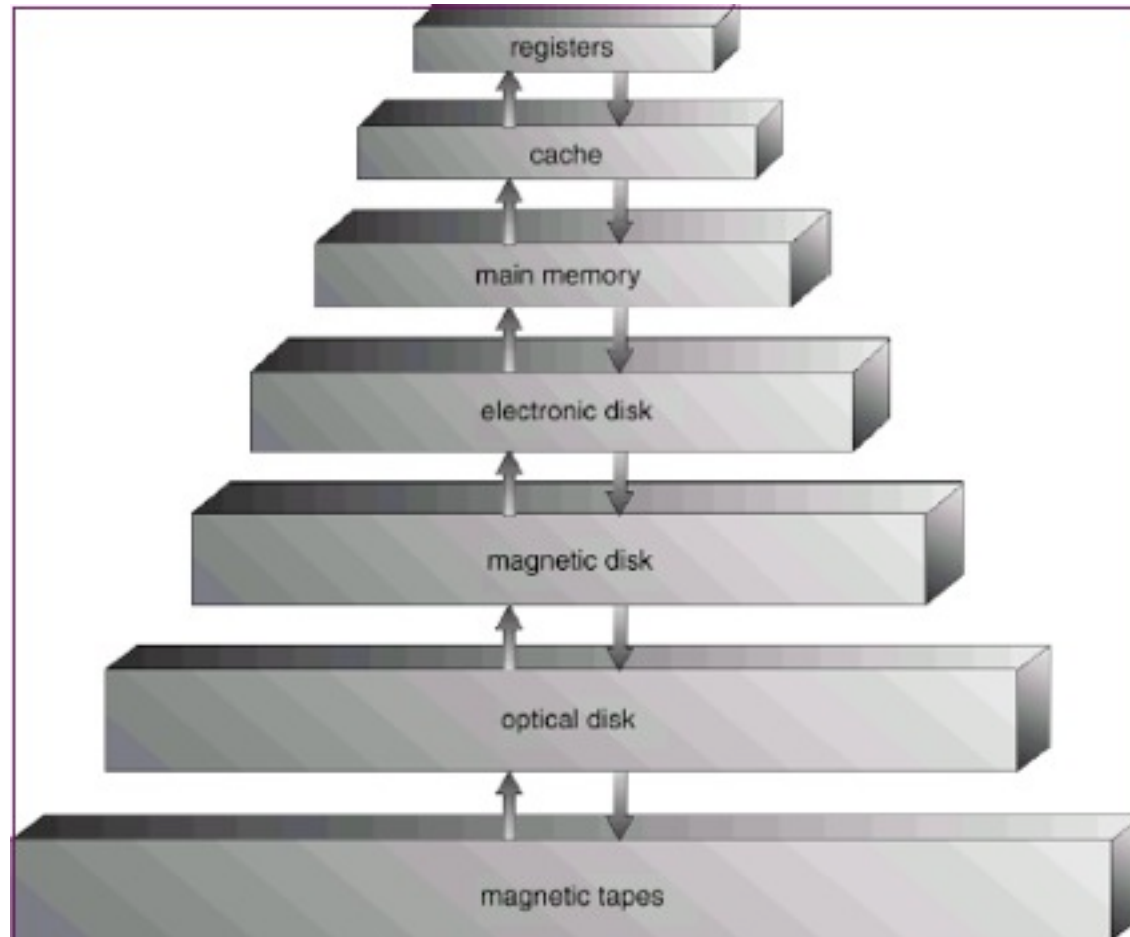 registers
cache
main memory
electronic disk
magnetic disk
optical disk
magnetic tapes